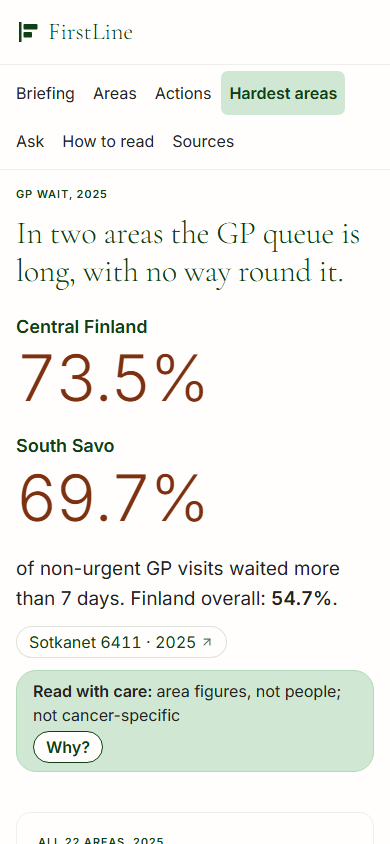 FirstLine
Briefing Areas Actions Hardest areas
Ask How to read Sources
GP WAIT, 2025
In two areas the GP queue is
long, with no way round it.
Central Finland
73.5%
South Savo
69.7%
of non-urgent GP visits waited more
than 7 days. Finland overall: 54.7%.
Sotkanet 6411 · 2025 ↗
Read with care: area figures, not people;
not cancer-specific
Why?
ALL 22 AREAS, 2025